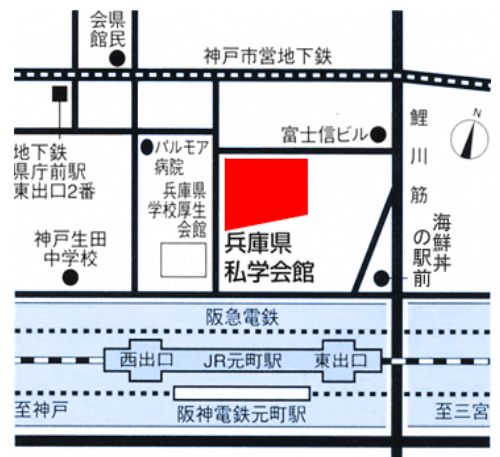 会県
館民
神戸市営地下鉄
N
富士信ビル
鯉川筋
パルモア
病院
地下鉄
県庁前駅
東出口2番
兵庫県
学校厚生
会館
海鮮丼
の駅前
神戸生田
中学校
兵庫県
私学会館
阪急電鉄
西出口
JR元町駅
東出口
至神戸
阪神電鉄元町駅
至三宮